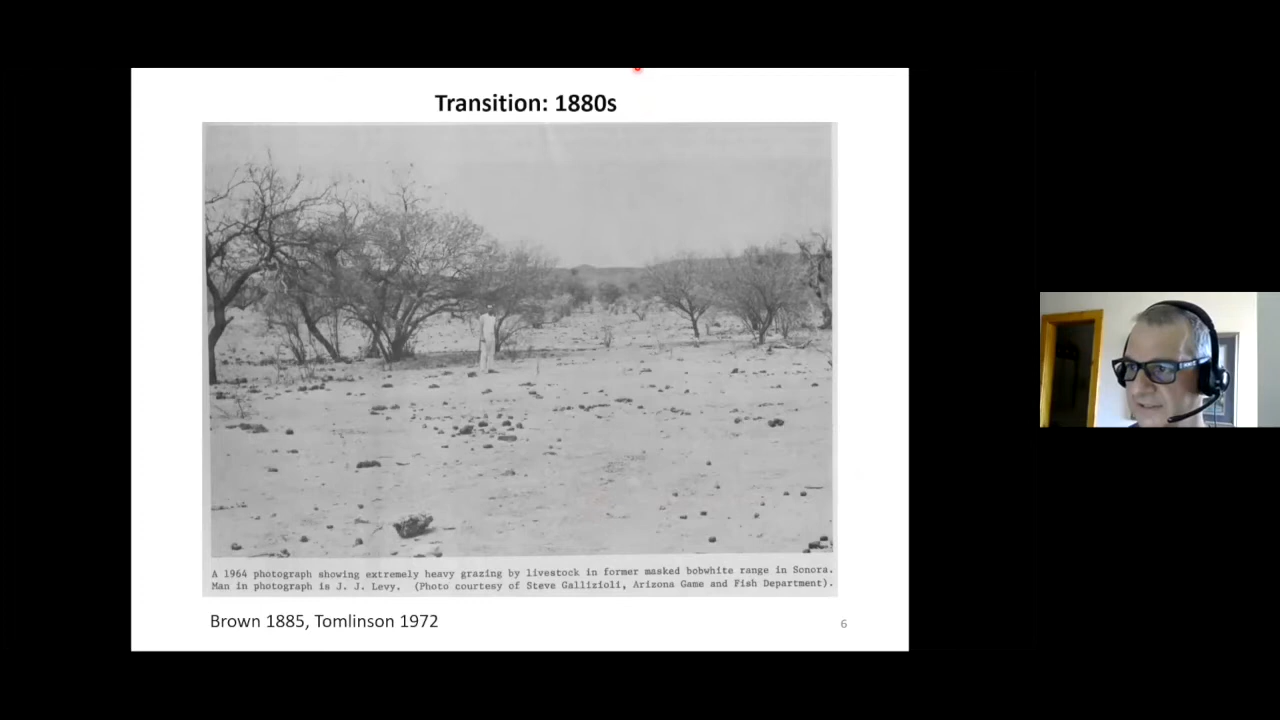 Transition: 1880s
A 1964 photograph showing extremely heavy grazing by livestock in former masked bobwhite range in Sonora.
Man in photograph is J. J. Levy. (Photo courtesy of Steve Gallizioli, Arizona Game and Fish Department).
Brown 1885, Tomlinson 1972
6